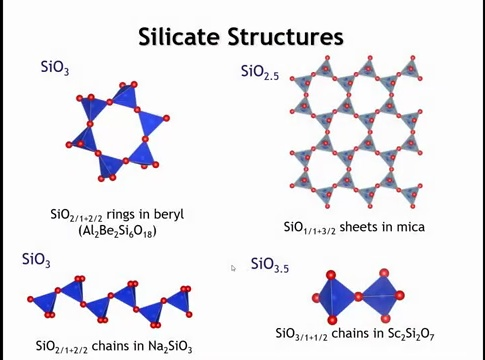 Silicate Structures
SiO3
SiO2/1+2/2 rings in beryl
(Al2Be2Si6O18)
SiO2.5
SiO1/1+3/2 sheets in mica
SiO3
SiO2/1+2/2 chains in Na2SiO3
SiO3.5
SiO3/1+1/2 chains in Sc2Si2O7